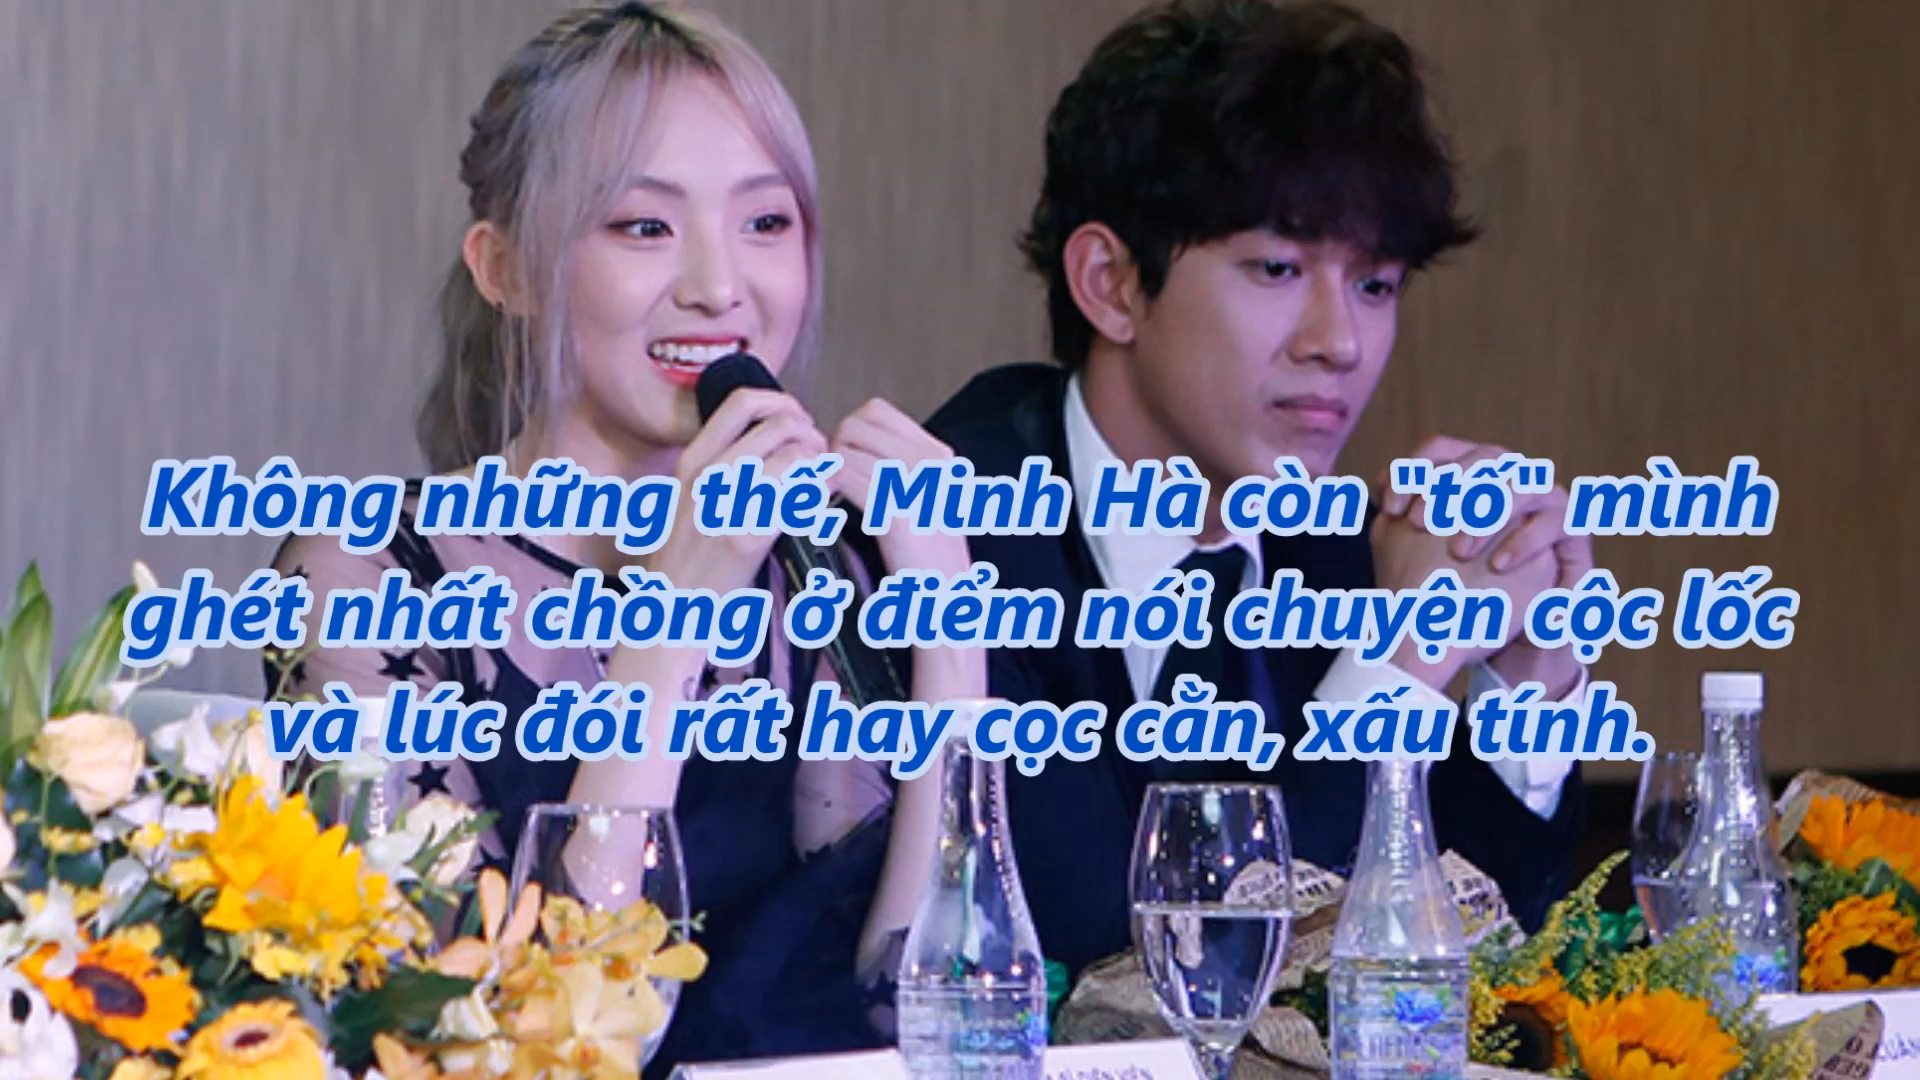 Không những thế, Minh Hà còn "tố" mình
ghét nhất chồng ở điểm nói chuyện cộc lốc
và lúc đói rất hay cọc cằn, xấu tính.